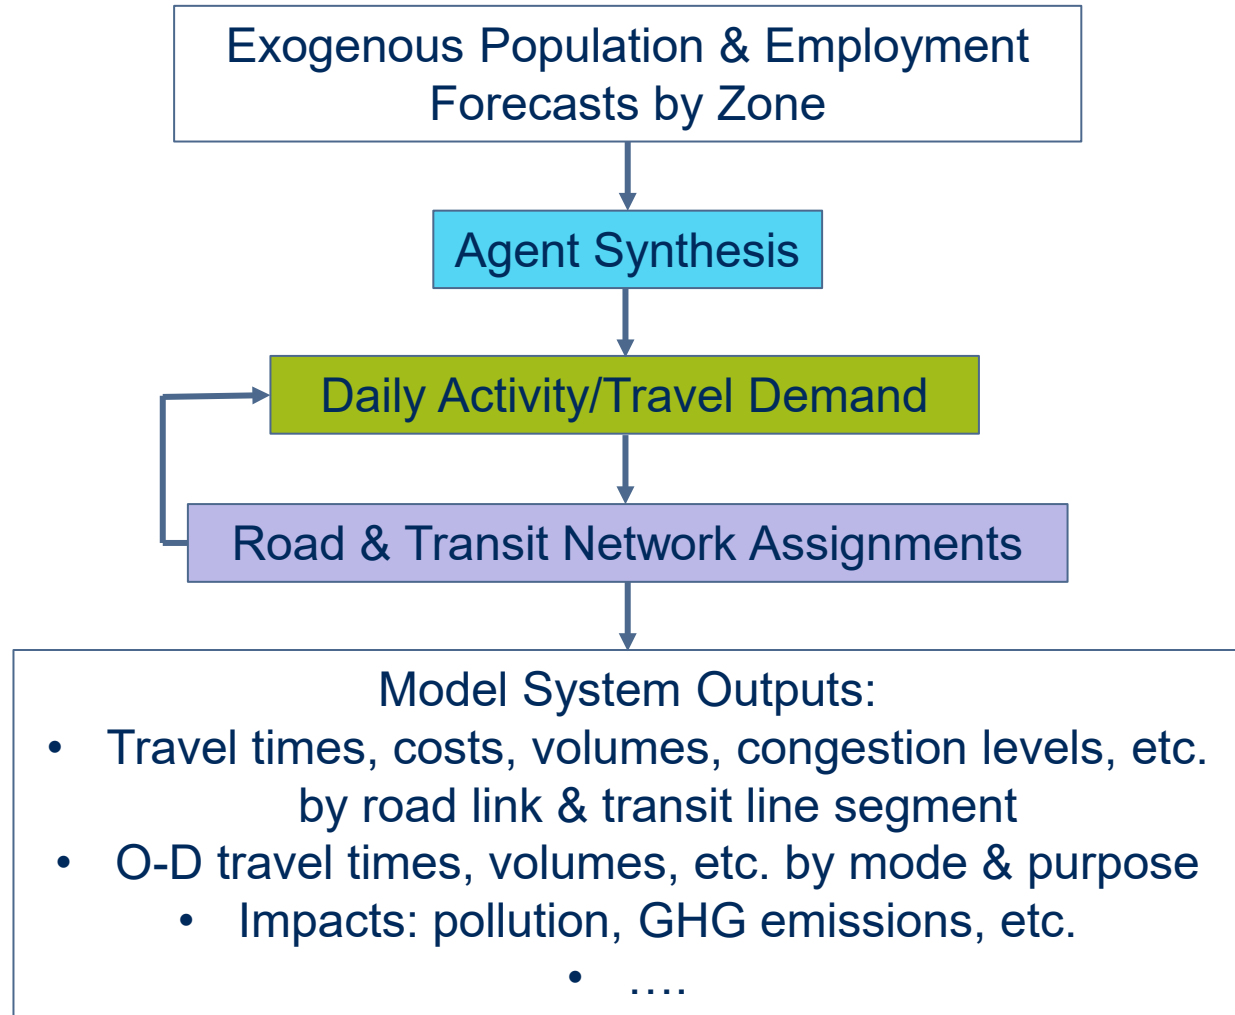 Exogenous Population & Employment
Forecasts by Zone
Agent Synthesis
Daily Activity/Travel Demand
Road & Transit Network Assignments
Model System Outputs:
• Travel times, costs, volumes, congestion levels, etc.
by road link & transit line segment
• O-D travel times, volumes, etc. by mode & purpose
• Impacts: pollution, GHG emissions, etc.
• ….